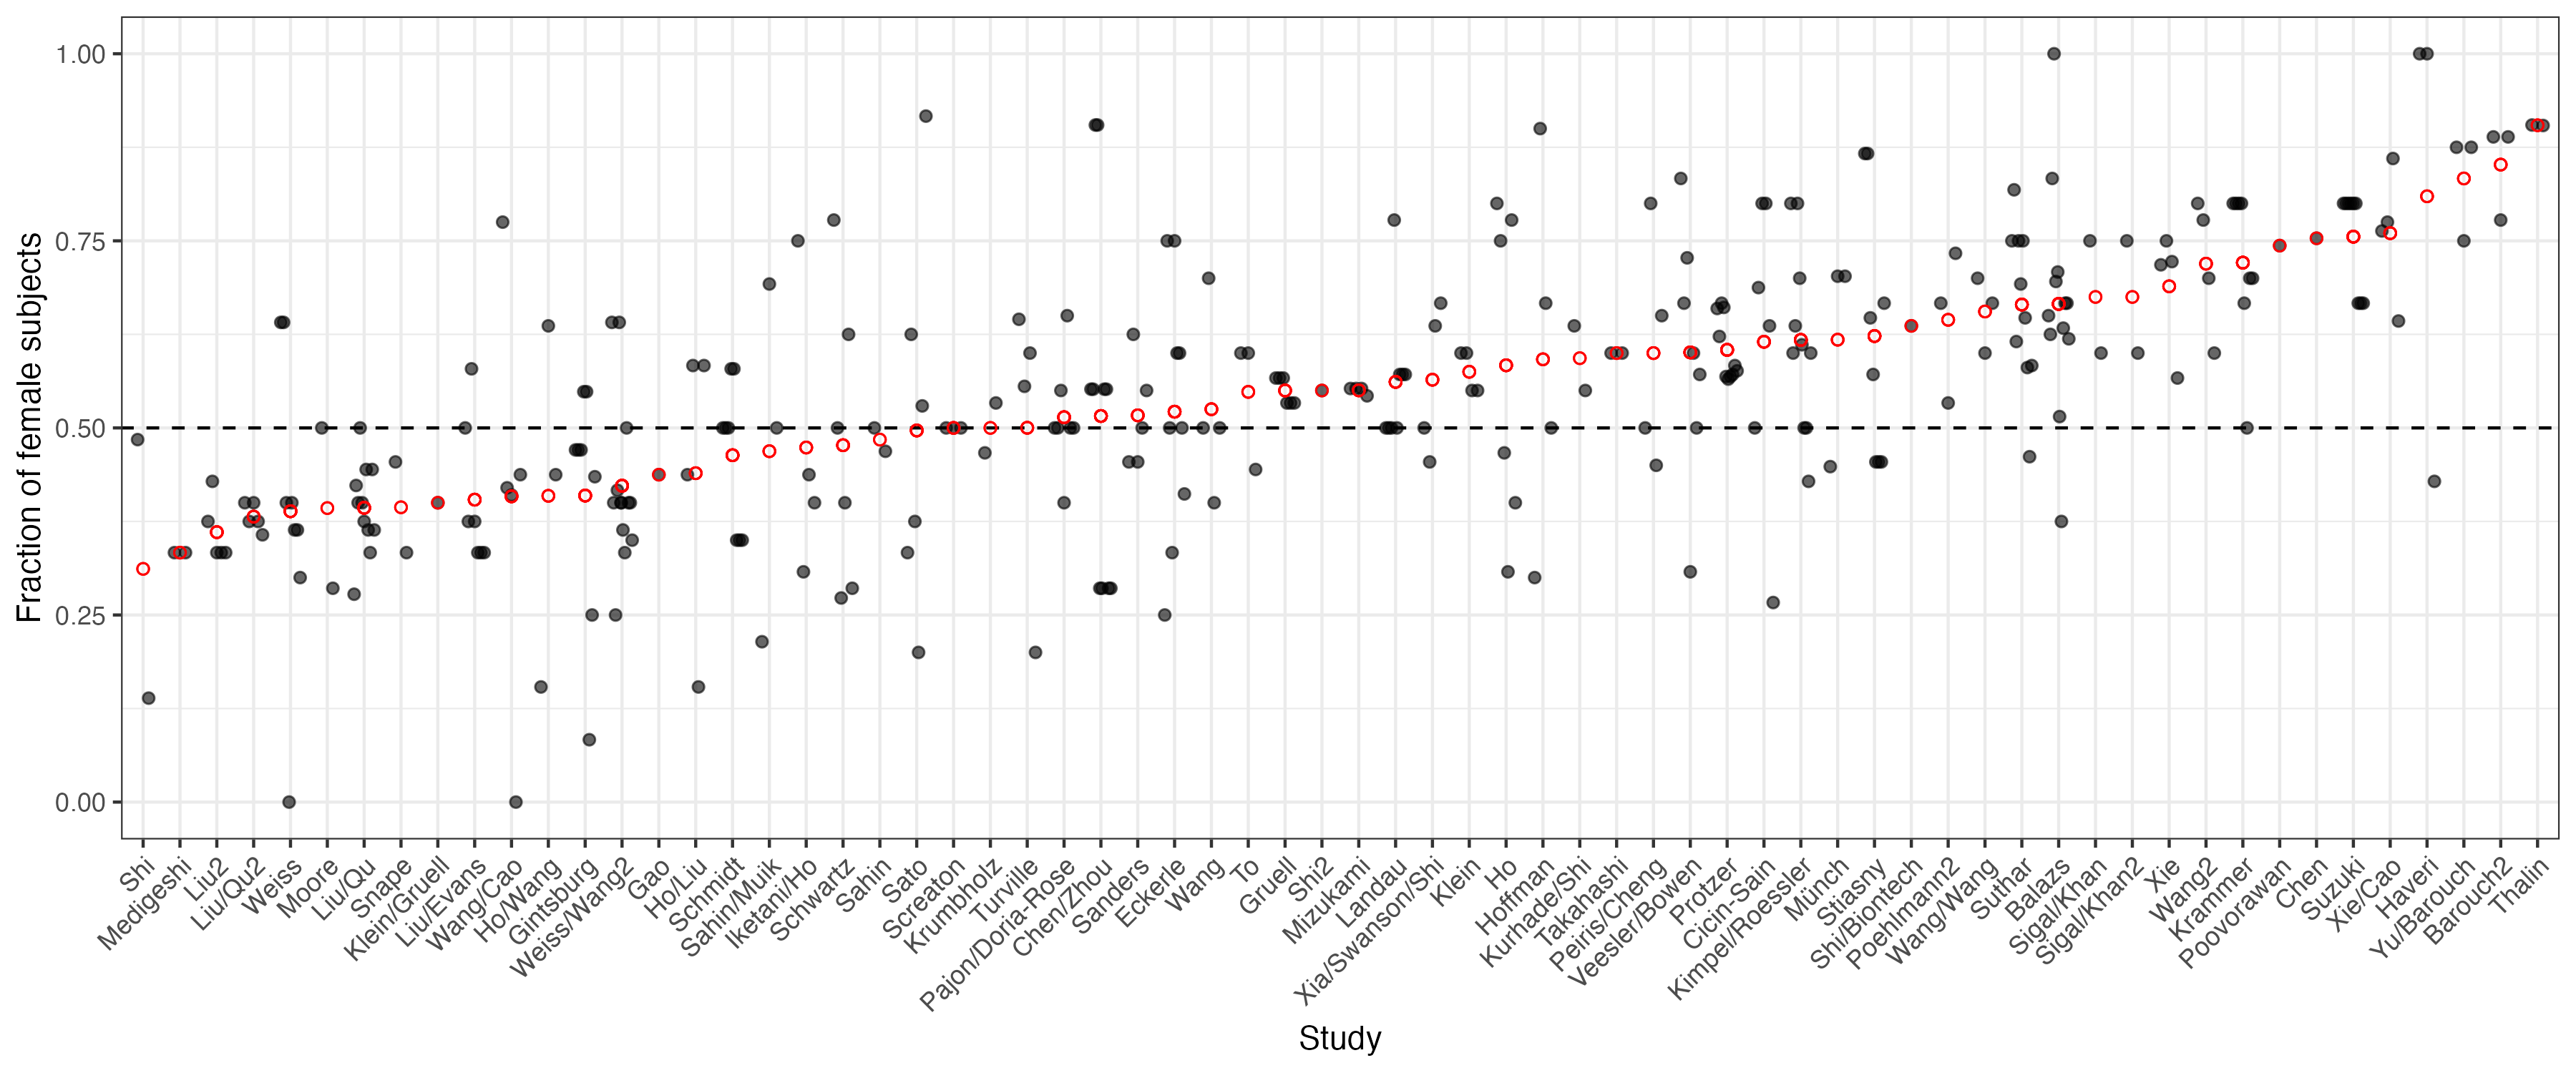 Fraction of female subjects
1.00
0.75
0.50
0.25
0.00
Shi
Medigeshi
Liu2
Liu/Qu2
Weiss
Moore
Liu/Qu
Snape
Klein/Gruell
Liu/Evans
Wang/Cao
Ho/Wang
Gintsburg
Weiss/Wang2
Gao
Ho/Liu
Schmidt
Sahin/Muik
Iketani/Ho
Schwartz
Sahin
Sato
Screaton
Krumbholz
Turville
Pajon/Doria-Rose
Chen/Zhou
Sanders
Eckerle
Wang
To
Gruell
Shi2
Mizukami
Landau
Xia/Swanson/Shi
Klein
Ho
Hoffman
Kurhade/Shi
Takahashi
Peiris/Cheng
Veesler/Bowen
Protzer
Cicin-Sain
Kimpel/Roessler
Münch
Stiasny
Shi/Biontech
Poehlmann2
Wang/Wang
Suthar
Balazs
Sigal/Khan
Sigal/Khan2
Xie
Wang2
Krammer
Poovorawan
Chen
Suzuki
Xie/Cao
Haveri
Yu/Barouch
Barouch2
Thalin
Study